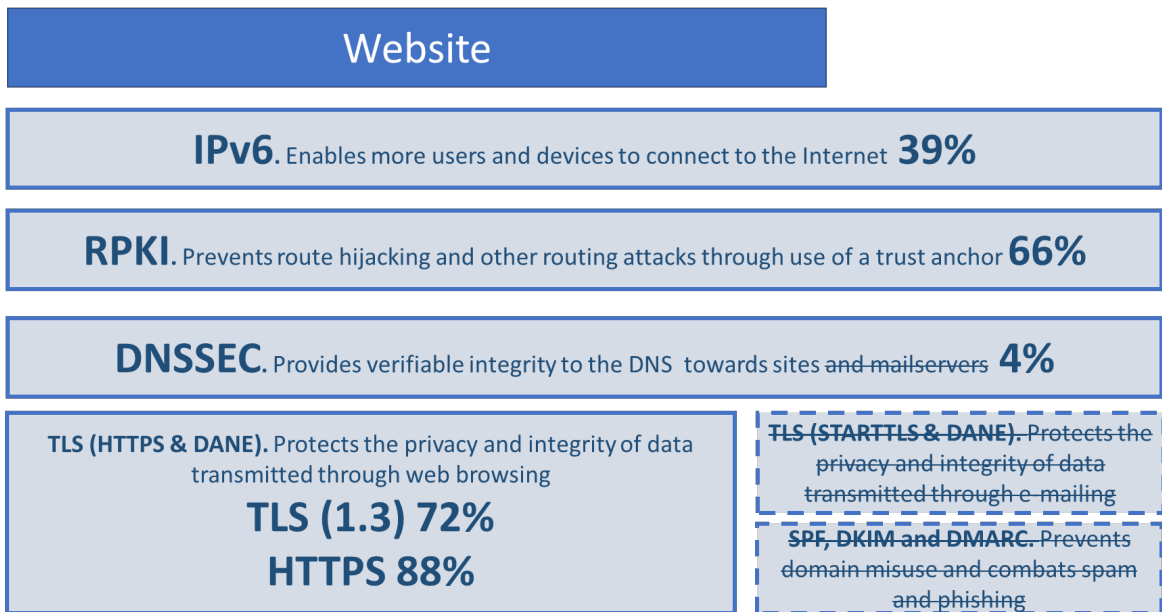 Website
IPv6. Enables more users and devices to connect to the Internet 39%
RPKI. Prevents route hijacking and other routing attacks through use of a trust anchor 66%
DNSSEC. Provides verifiable integrity to the DNS towards sites and mailservers 4%
TLS (HTTPS & DANE). Protects the privacy and integrity of data
transmitted through web browsing
TLS (1.3) 72%
HTTPS 88%
TLS (STARTTLS & DANE). Protects the
privacy and integrity of data
transmitted through e-mailing
SPF, DKIM and DMARC. Prevents
domain misuse and combats spam
and phishing